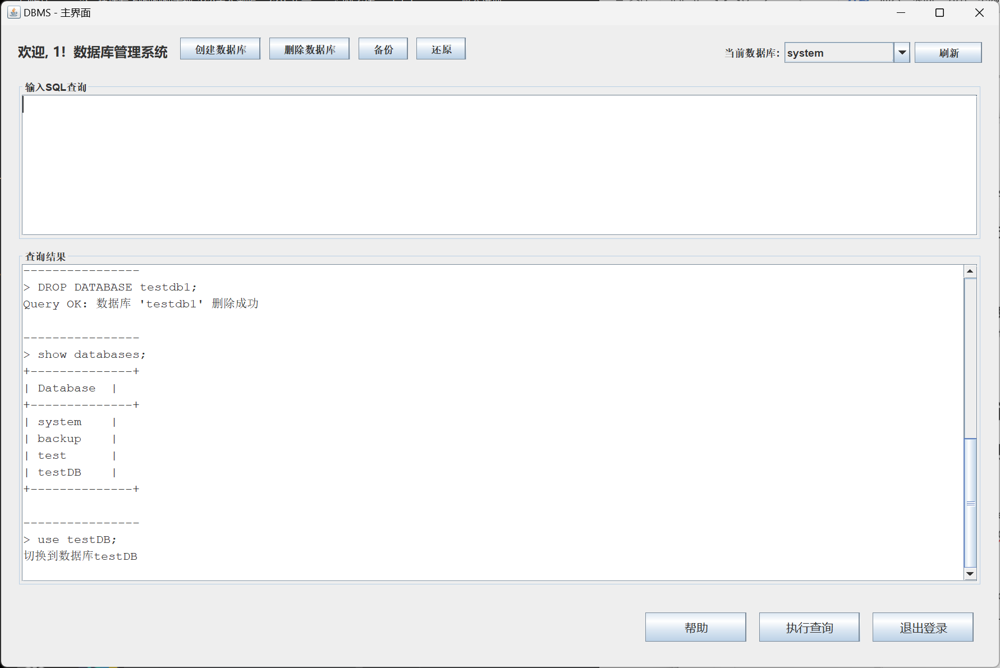 DBMS - 主界面
欢迎, 1! 数据库管理系统
创建数据库
删除数据库
备份
还原
当前数据库:
system
刷新
输入SQL查询
查询结果
----------------
> DROP DATABASE testdb1;
Query OK: 数据库 'testdb1' 删除成功
----------------
> show databases;
+--------------+
| Database  |
+--------------+
| system    |
| backup    |
| test      |
| testDB    |
+--------------+
----------------
> use testDB;
切换到数据库testDB
帮助
执行查询
退出登录